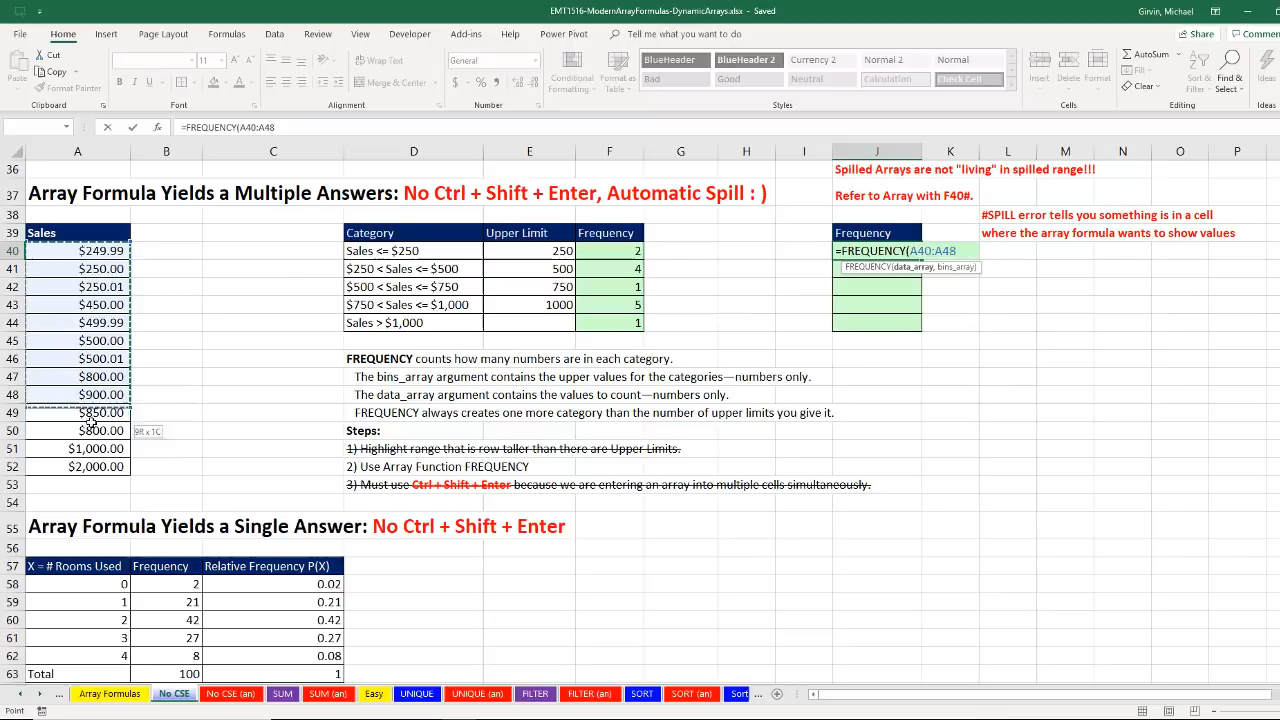 EMT1516-ModernArrayFormulas-DynamicArrays.xlsx - Saved
Girvin, Michael
File Home Insert Page Layout Formulas Data Review View Developer Add-ins Help Power Pivot Tell me what you want to do Share Comment
Cut
Copy
Format Painter
Paste
Clipboard
11
B I U
Font
Wrap Text
Merge & Center
Alignment
General
$ % ,
Number
Conditional Formatting
Format as Table
BlueHeader BlueHeader 2 Currency 2 Normal 2 Normal
Bad Good Neutral Calculation Check Cell
Styles
Insert Delete Format
Cells
AutoSum
Fill
Clear
Sort & Filter
Find & Select
Editing
Ideas
Ideas
fx =FREQUENCY(A40:A48
A B C D E F G H I J K L M N O P
36 Spilled Arrays are not "living" in spilled range!!!
37 Array Formula Yields a Multiple Answers: No Ctrl + Shift + Enter, Automatic Spill : ) Refer to Array with F40#.
38 #SPILL error tells you something is in a cell
39 Sales Category Upper Limit Frequency Frequency where the array formula wants to show values
40 $249.99 Sales <= $250 250 2 =FREQUENCY(A40:A48
41 $250.00 $250 < Sales <= $500 500 4 FREQUENCY(data_array, bins_array)
42 $250.01 $500 < Sales <= $750 750 1
43 $450.00 $750 < Sales <= $1,000 1000 5
44 $499.99 Sales > $1,000 1
45 $500.00
46 $500.01 FREQUENCY counts how many numbers are in each category.
47 $800.00 The bins_array argument contains the upper values for the categories—numbers only.
48 $900.00 The data_array argument contains the values to count—numbers only.
49 $850.00 FREQUENCY always creates one more category than the number of upper limits you give it.
50 $800.00 9R x 1C Steps:
51 $1,000.00 1) Highlight range that is row taller than there are Upper Limits.
52 $2,000.00 2) Use Array Function FREQUENCY
53 3) Must use Ctrl + Shift + Enter because we are entering an array into multiple cells simultaneously.
54
55 Array Formula Yields a Single Answer: No Ctrl + Shift + Enter
56
57 X = # Rooms Used Frequency Relative Frequency P(X)
58 0 2 0.02
59 1 21 0.21
60 2 42 0.42
61 3 27 0.27
62 4 8 0.08
63 Total 100 1
... Array Formulas No CSE No CSE (an) SUM SUM (an) Easy UNIQUE UNIQUE (an) FILTER FILTER (an) SORT SORT (an) Sort ...
Point